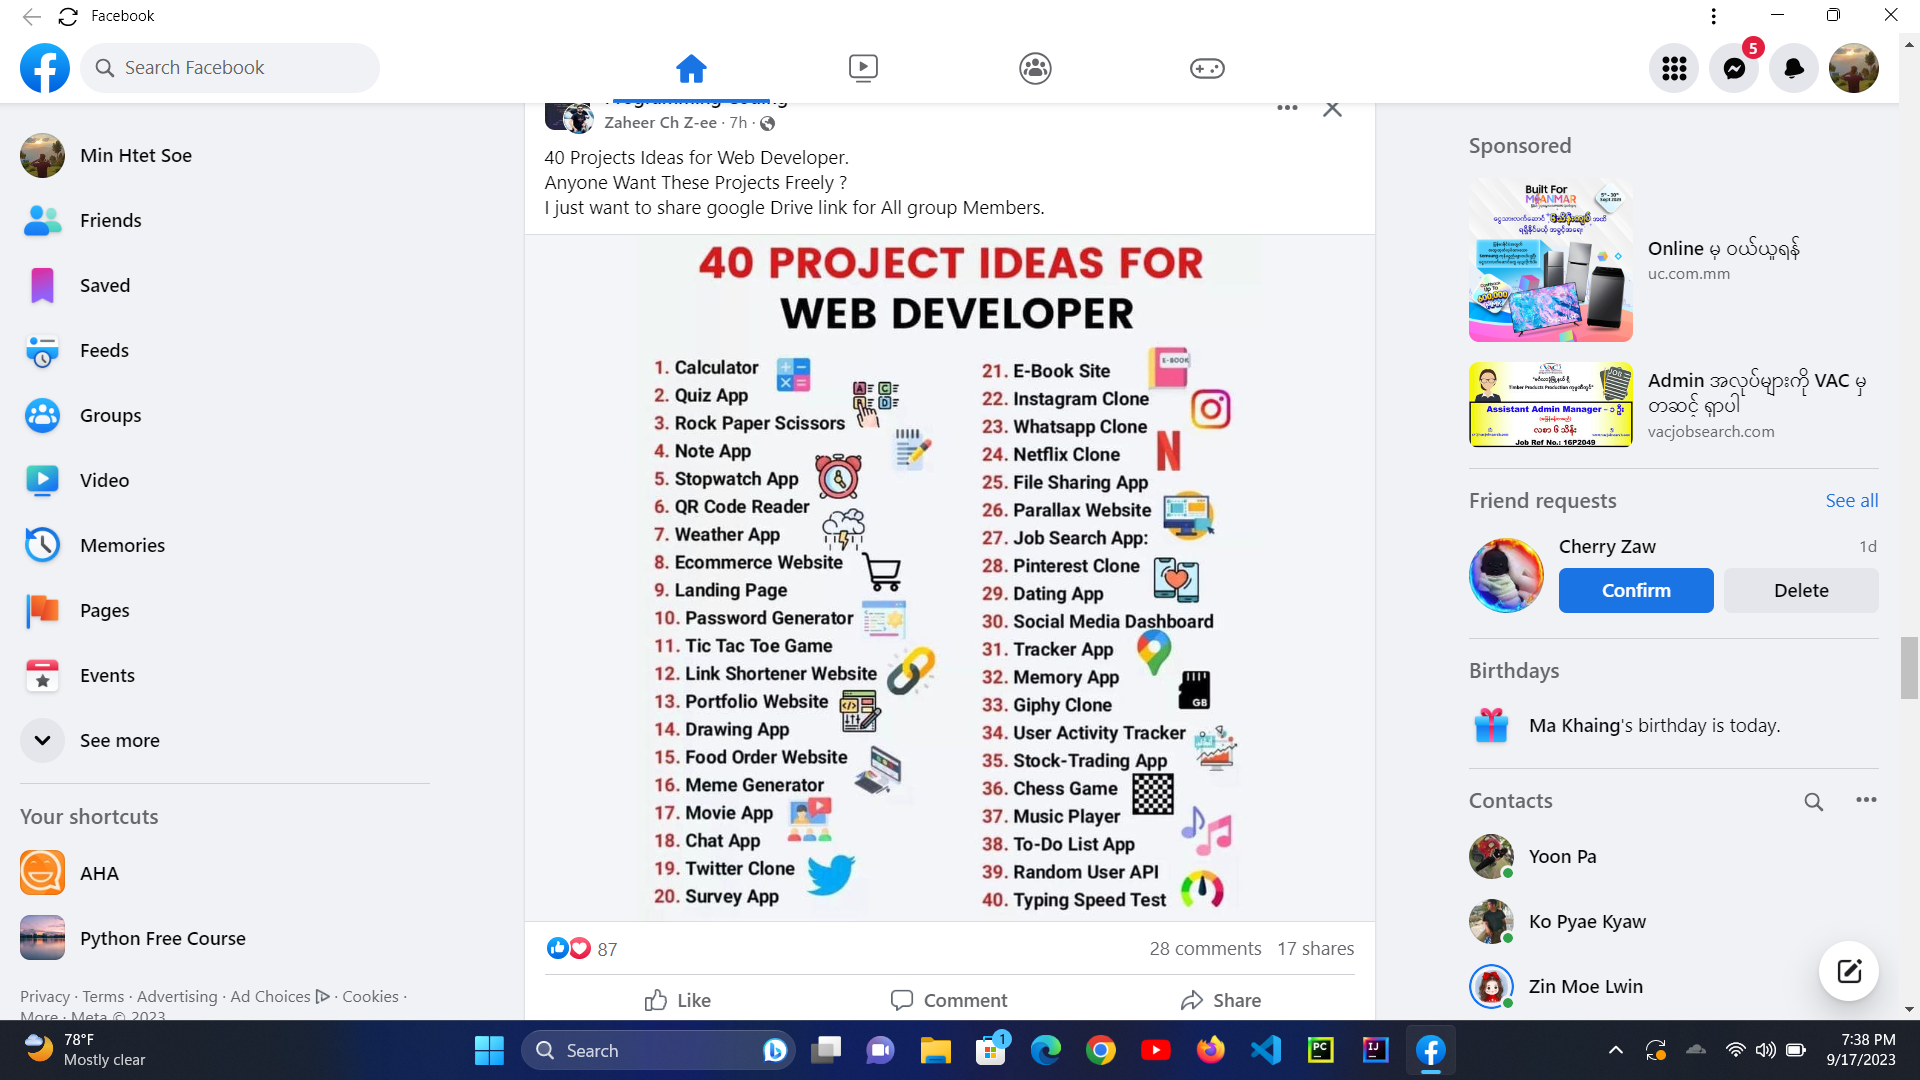 Facebook
Search Facebook
5
Min Htet Soe
Friends
Saved
Feeds
Groups
Video
Memories
Pages
Events
See more
Your shortcuts
AHA
Python Free Course
Privacy · Terms · Advertising · Ad Choices · Cookies ·
More · Meta © 2023
Programming Coding
Zaheer Ch Z-ee · 7h ·
40 Projects Ideas for Web Developer.
Anyone Want These Projects Freely ?
I just want to share google Drive link for All group Members.
40 PROJECT IDEAS FOR
WEB DEVELOPER
1. Calculator
2. Quiz App
3. Rock Paper Scissors
4. Note App
5. Stopwatch App
6. QR Code Reader
7. Weather App
8. Ecommerce Website
9. Landing Page
10. Password Generator
11. Tic Tac Toe Game
12. Link Shortener Website
13. Portfolio Website
14. Drawing App
15. Food Order Website
16. Meme Generator
17. Movie App
18. Chat App
19. Twitter Clone
20. Survey App
A
C
R
D
21. E-Book Site
22. Instagram Clone
23. Whatsapp Clone
24. Netflix Clone
25. File Sharing App
26. Parallax Website
27. Job Search App:
28. Pinterest Clone
29. Dating App
30. Social Media Dashboard
31. Tracker App
32. Memory App
33. Giphy Clone
34. User Activity Tracker
35. Stock-Trading App
36. Chess Game
37. Music Player
38. To-Do List App
39. Random User API
40. Typing Speed Test
E-BOOK
N
GB
87
28 comments 17 shares
Like
Comment
Share
Sponsored
Built For
MYANMAR
Online မှ ဝယ်ယူရန်
uc.com.mm
VAC
JOB
Assistant Admin Manager - ၁ ဦး
လစာ ၆ သိန်း
Job Ref No.: 16P2049
Admin အလုပ်များကို VAC မှ
တဆင့် ရှာပါ
vacjobsearch.com
Friend requests
See all
Cherry Zaw
1d
Confirm
Delete
Birthdays
Ma Khaing's birthday is today.
Contacts
Yoon Pa
Ko Pyae Kyaw
Zin Moe Lwin
78°F
Mostly clear
Search
1
PC
IJ
7:38 PM
9/17/2023